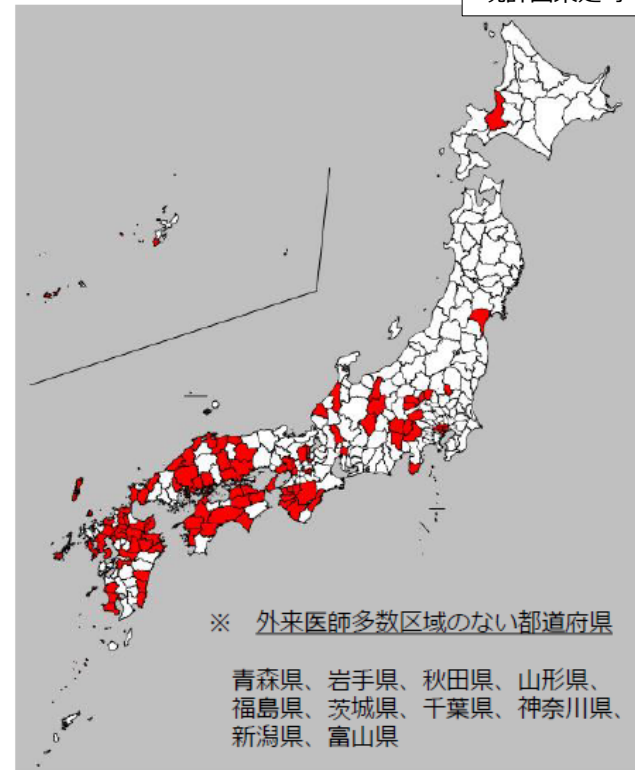 ※ 外来医師多数区域のない都道府県
青森県、岩手県、秋田県、山形県、
福島県、茨城県、千葉県、神奈川県、
新潟県、富山県